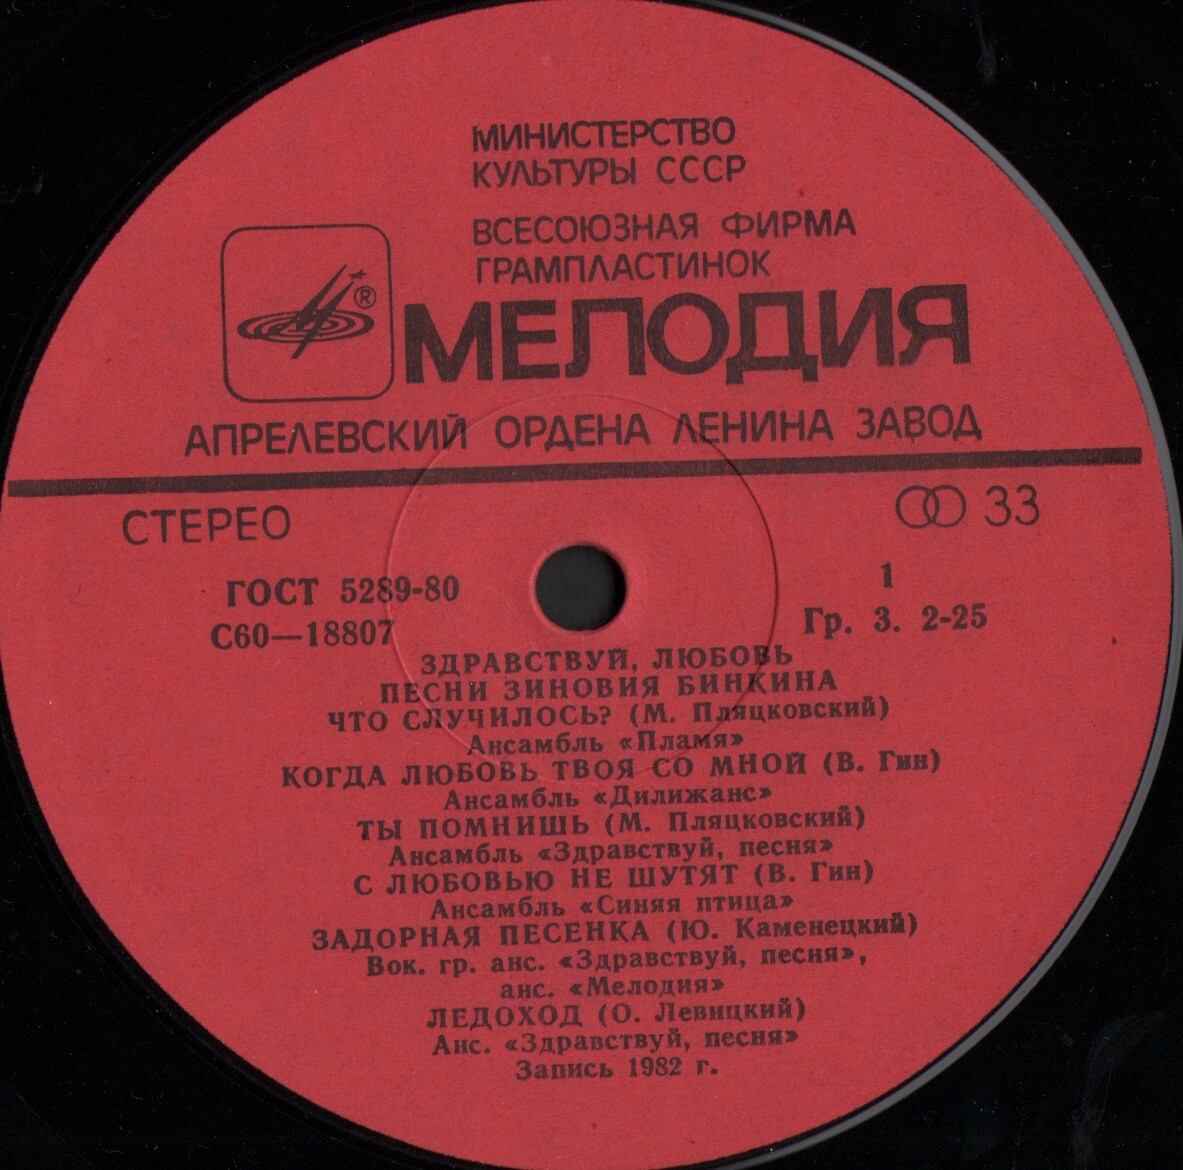 МИНИСТЕРСТВО
КУЛЬТУРЫ СССР
ВСЕСОЮЗНАЯ ФИРМА
ГРАМПЛАСТИНОК
®
МЕЛОДИЯ
АПРЕЛЕВСКИЙ ОРДЕНА ЛЕНИНА ЗАВОД
СТЕРЕО
33
ГОСТ 5289-80
1
С60—18807
Гр. 3. 2-25
ЗДРАВСТВУЙ, ЛЮБОВЬ
ПЕСНИ ЗИНОВИЯ БИНКИНА
ЧТО СЛУЧИЛОСЬ? (М. Пляцковский)
Ансамбль «Пламя»
КОГДА ЛЮБОВЬ ТВОЯ СО МНОЙ (В. Гин)
Ансамбль «Дилижанс»
ТЫ ПОМНИШЬ (М. Пляцковский)
Ансамбль «Здравствуй, песня»
С ЛЮБОВЬЮ НЕ ШУТЯТ (В. Гин)
Ансамбль «Синяя птица»
ЗАДОРНАЯ ПЕСЕНКА (Ю. Каменецкий)
Вок. гр. анс. «Здравствуй, песня»,
анс. «Мелодия»
ЛЕДОХОД (О. Левицкий)
Анс. «Здравствуй, песня»
Запись 1982 г.